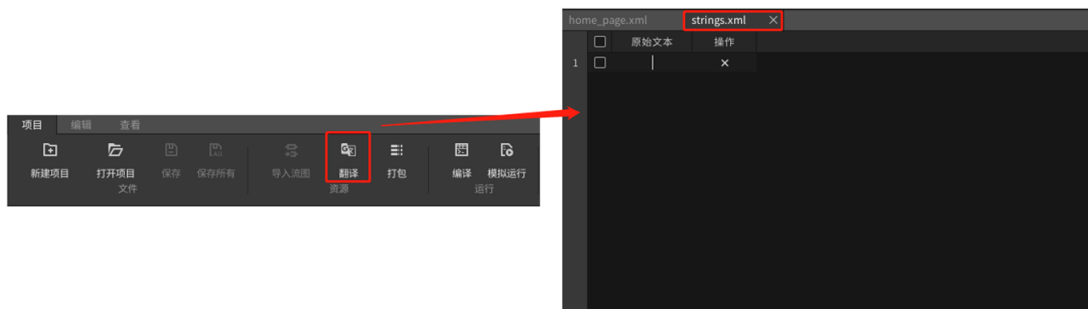 项目 编辑 查看
新建项目 打开项目 保存 保存所有 导入流图 翻译 打包 编译 模拟运行
文件 资源 运行
home_page.xml strings.xml
原始文本 操作
1